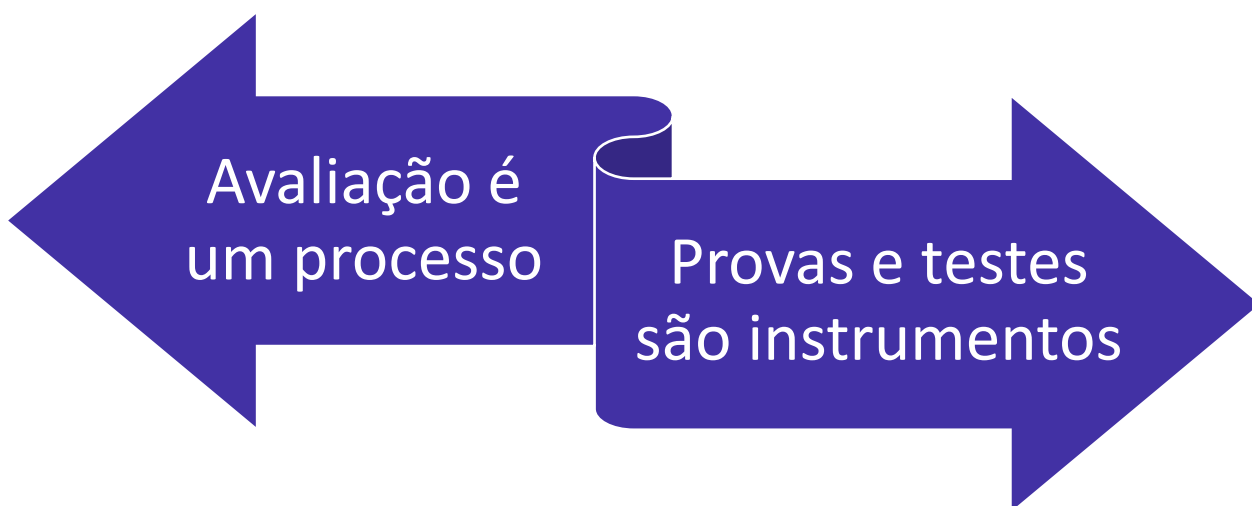 Avaliação é
um processo
Provas e testes
são instrumentos